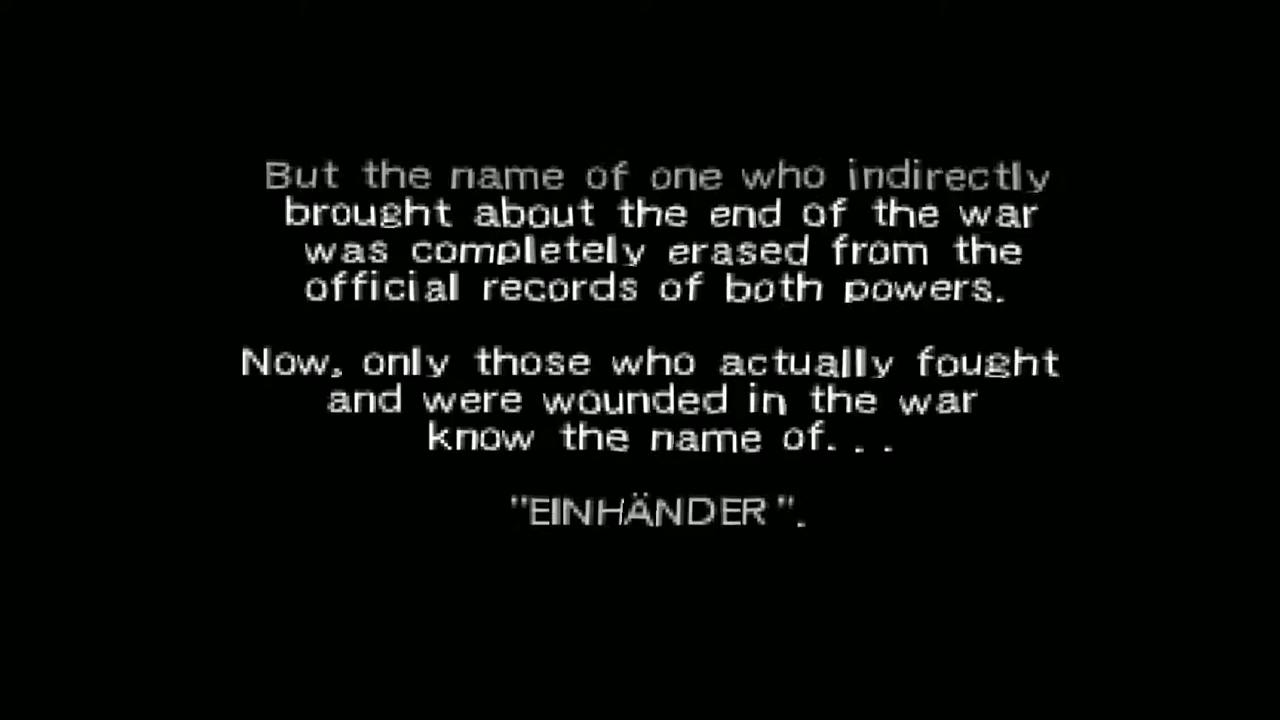 But the name of one who indirectly
brought about the end of the war
was completely erased from the
official records of both powers.
Now, only those who actually fought
and were wounded in the war
know the name of. . .
"EINHÄNDER".